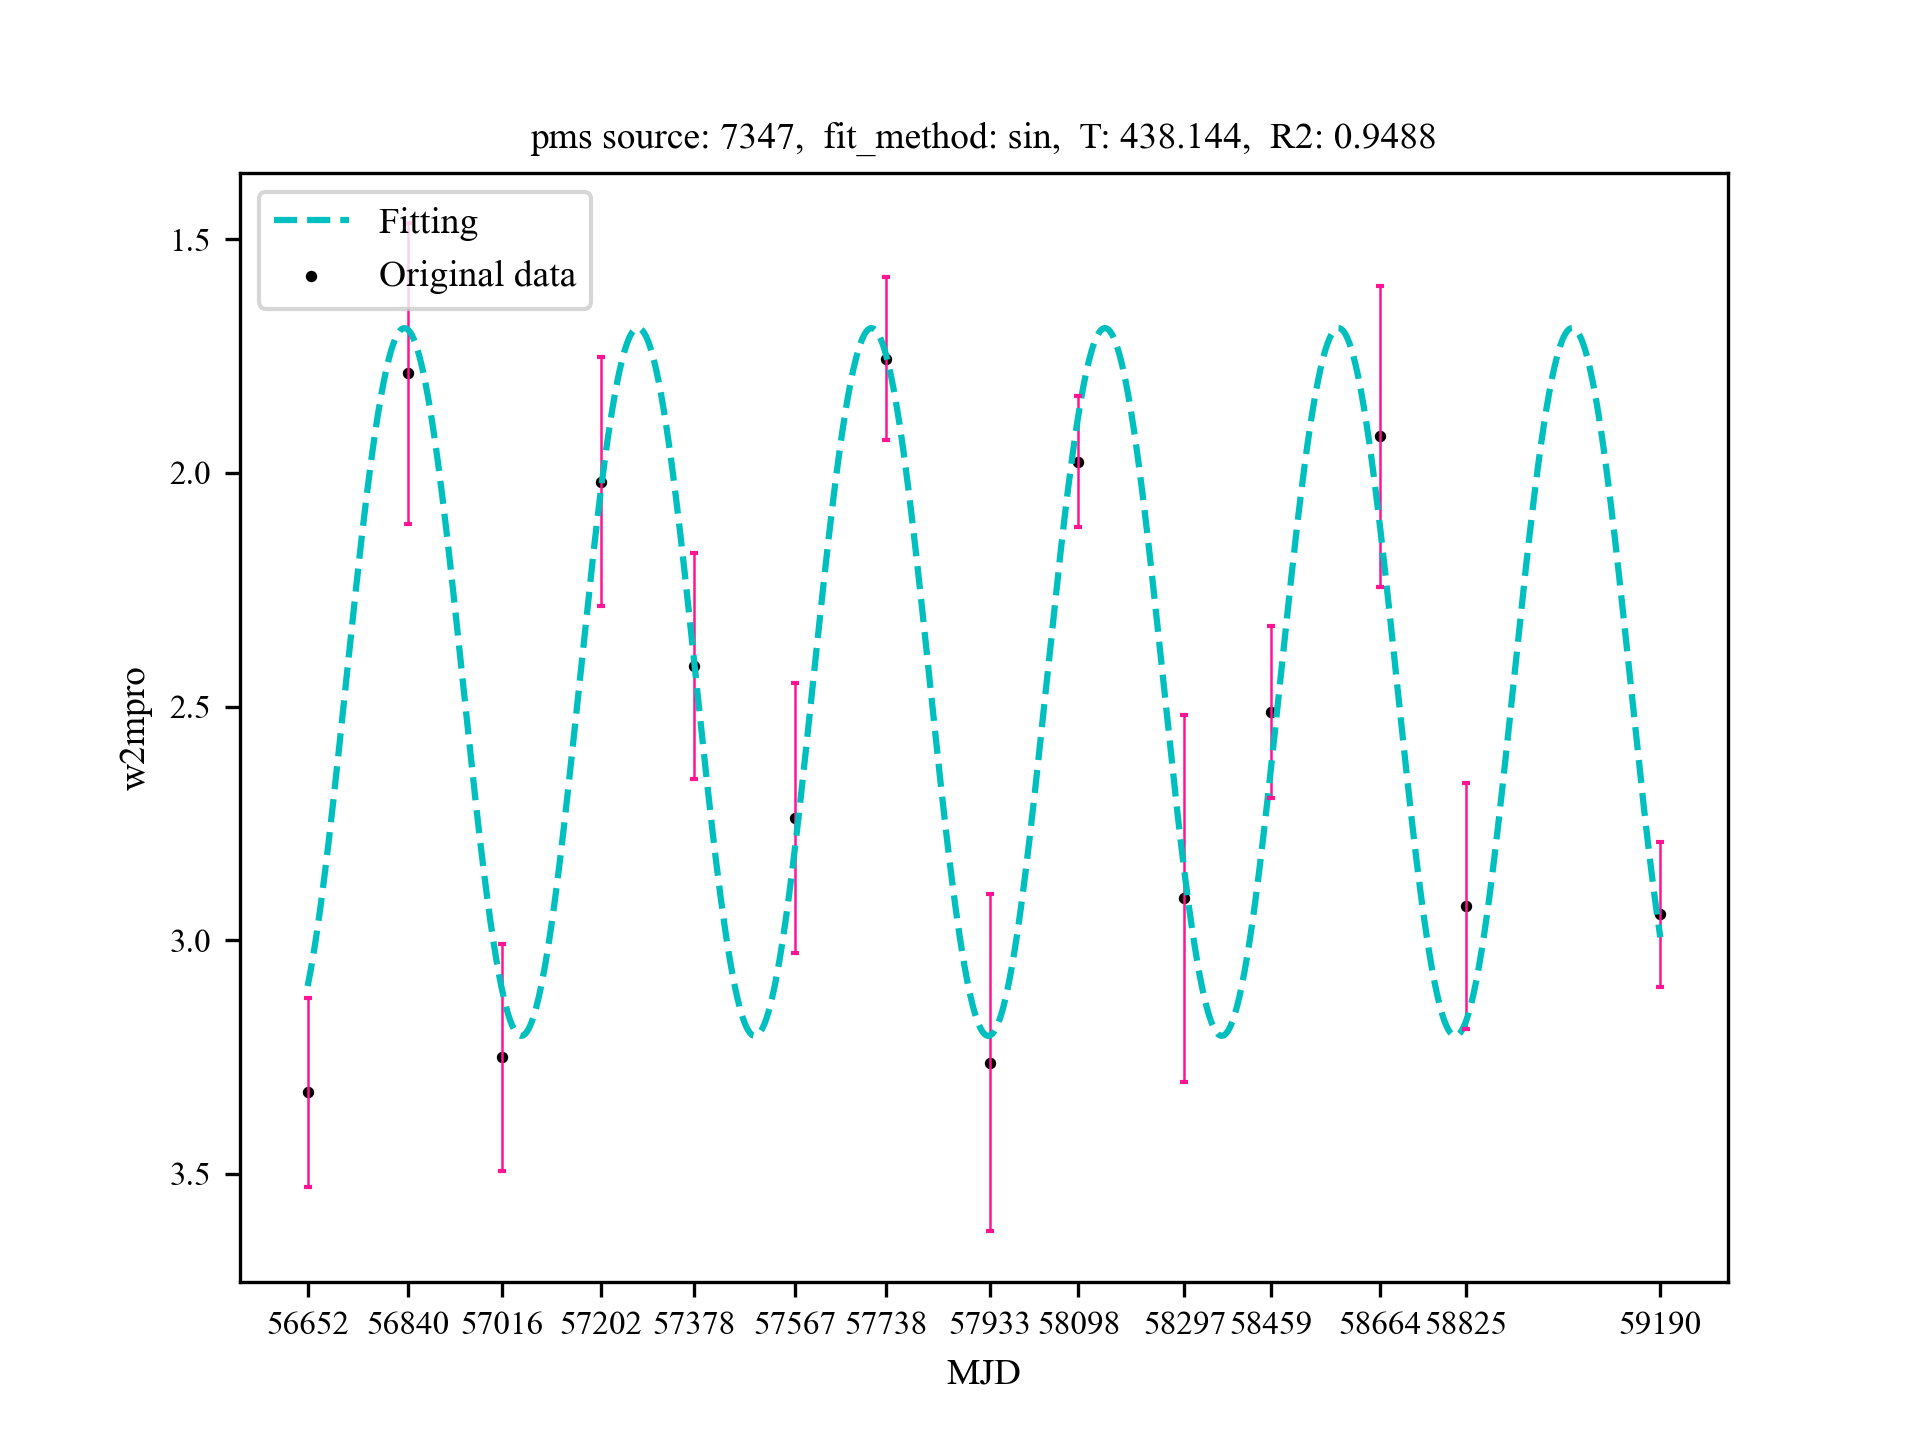 pms source: 7347,  fit_method: sin,  T: 438.144,  R2: 0.9488
Fitting
Original data
1.5
2.0
2.5
3.0
3.5
w2mpro
56652 56840 57016 57202 57378 57567 57738 57933 58098 58297 58459 58664 58825 59190
MJD